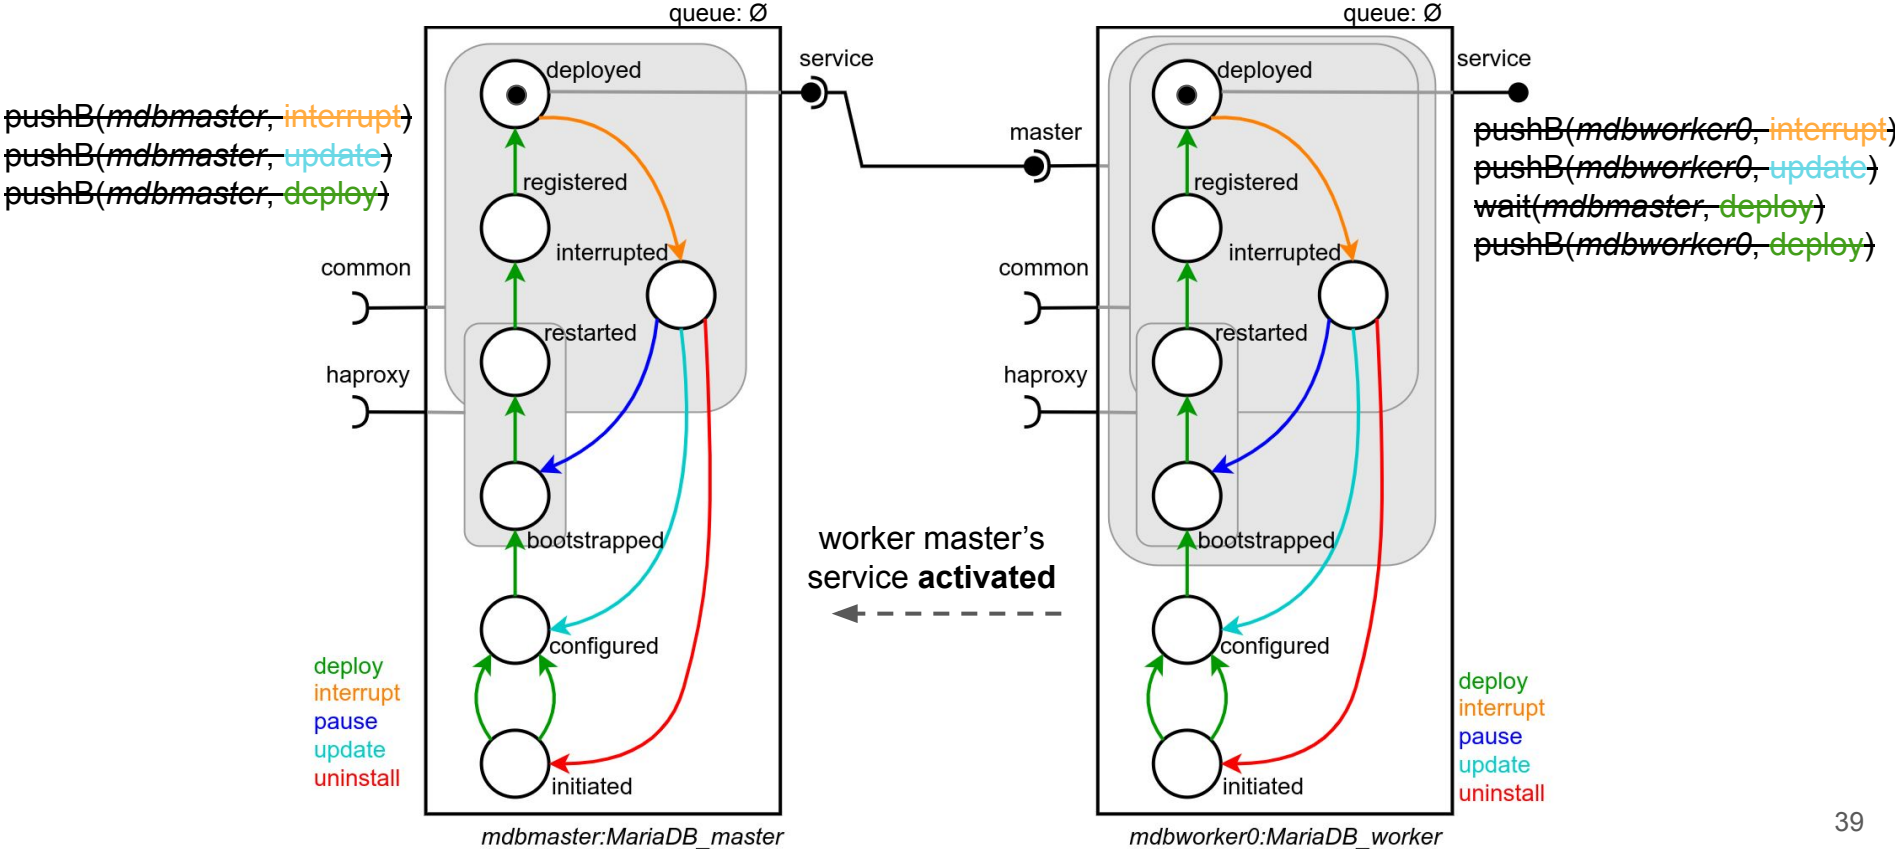 queue: Ø
queue: Ø
pushB(mdbmaster, interrupt)
pushB(mdbmaster, update)
pushB(mdbmaster, deploy)
deployed
registered
interrupted
restarted
bootstrapped
configured
initiated
service
common
haproxy
deploy
interrupt
pause
update
uninstall
mdbmaster:MariaDB_master
worker master's
service activated
master
common
haproxy
deployed
registered
interrupted
restarted
bootstrapped
configured
initiated
service
pushB(mdbworker0, interrupt)
pushB(mdbworker0, update)
wait(mdbmaster, deploy)
pushB(mdbworker0, deploy)
deploy
interrupt
pause
update
uninstall
mdbworker0:MariaDB_worker
39